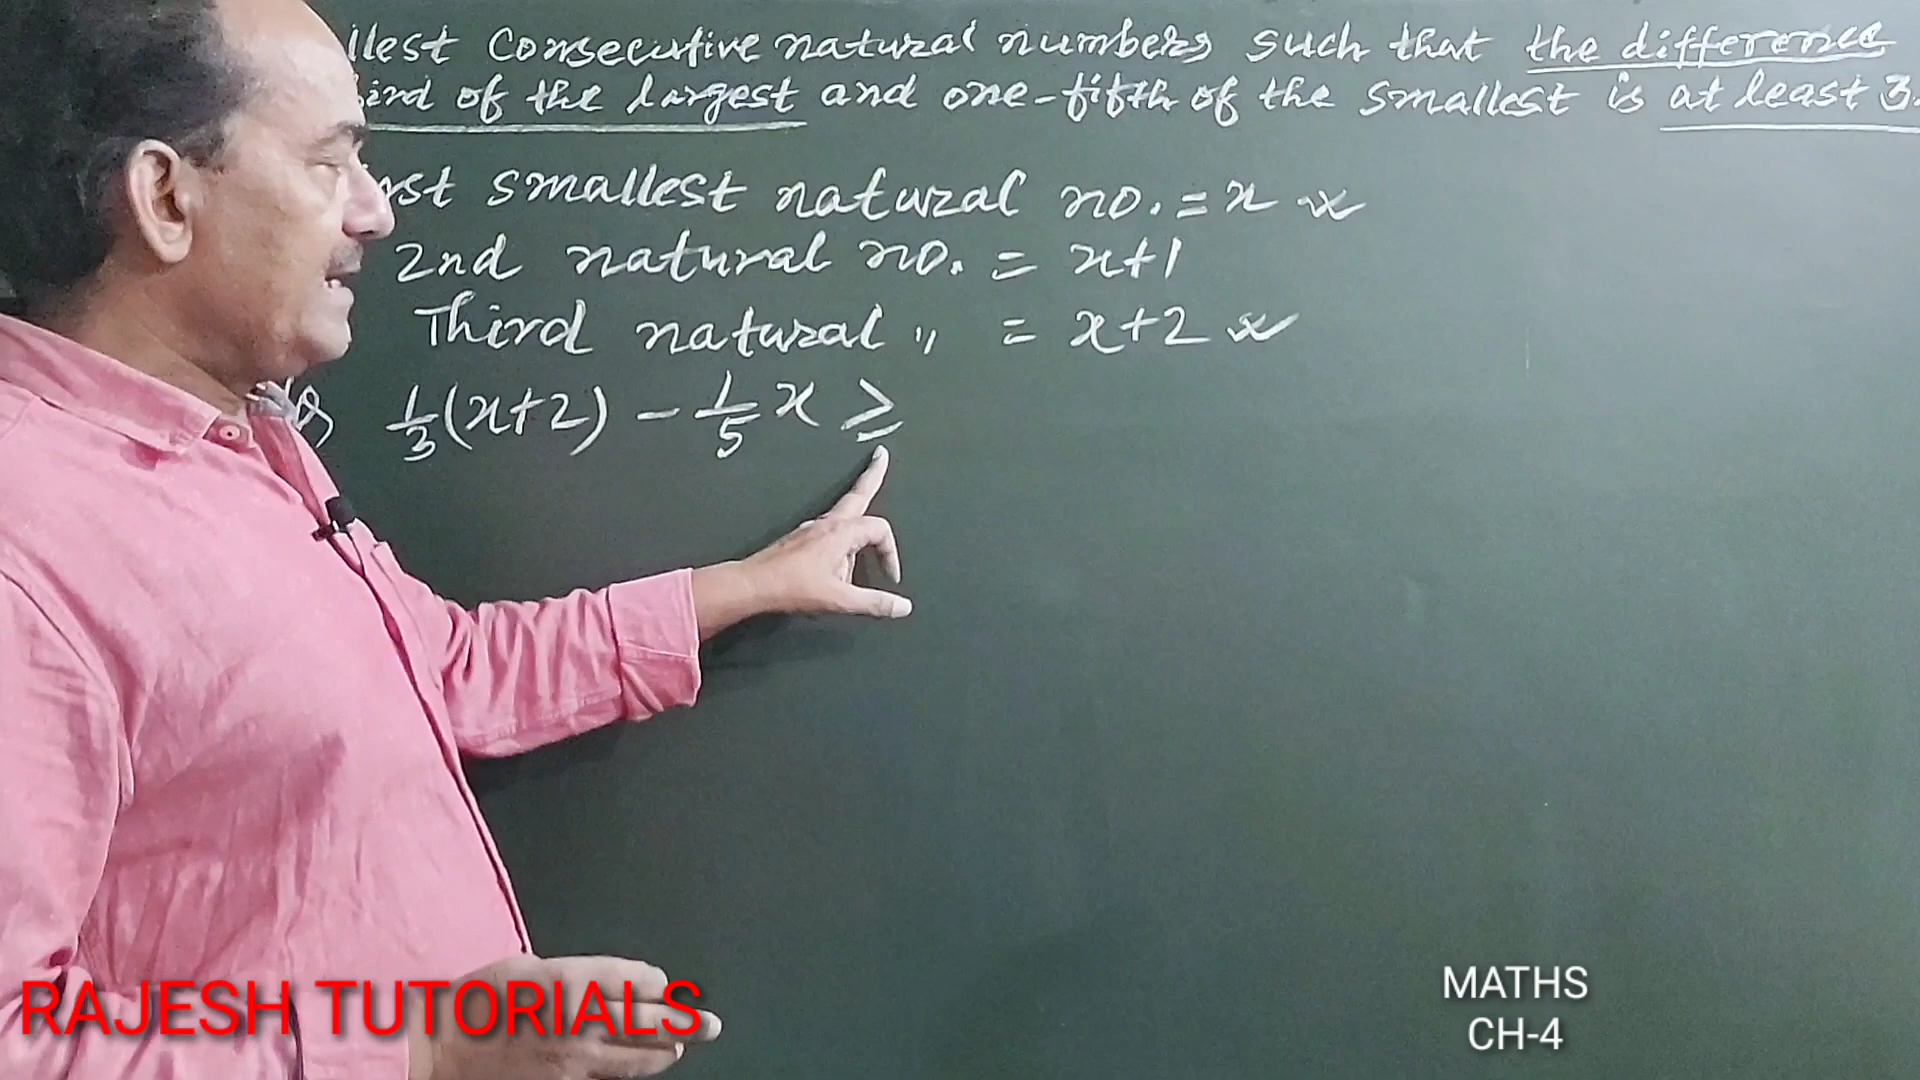 llest consecutive natural numbers such that the difference
ird of the largest and one-fifth of the smallest is at least 3.
rst smallest natural no. = x
2nd natural no. = x+1
Third natural " = x+2
1/3(x+2) - 1/5 x ≥
RAJESH TUTORIALS
MATHS
CH-4